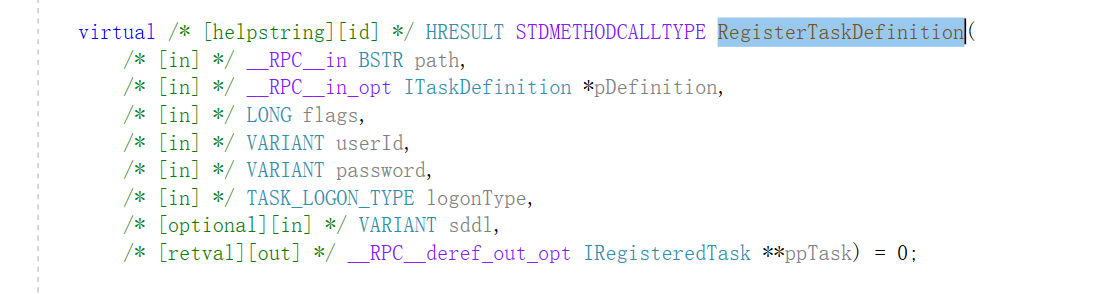 virtual /* [helpstring][id] */ HRESULT STDMETHODCALLTYPE RegisterTaskDefinition(
/* [in] */ __RPC__in BSTR path,
/* [in] */ __RPC__in_opt ITaskDefinition *pDefinition,
/* [in] */ LONG flags,
/* [in] */ VARIANT userId,
/* [in] */ VARIANT password,
/* [in] */ TASK_LOGON_TYPE logonType,
/* [optional][in] */ VARIANT sddl,
/* [retval][out] */ __RPC__deref_out_opt IRegisteredTask **ppTask) = 0;